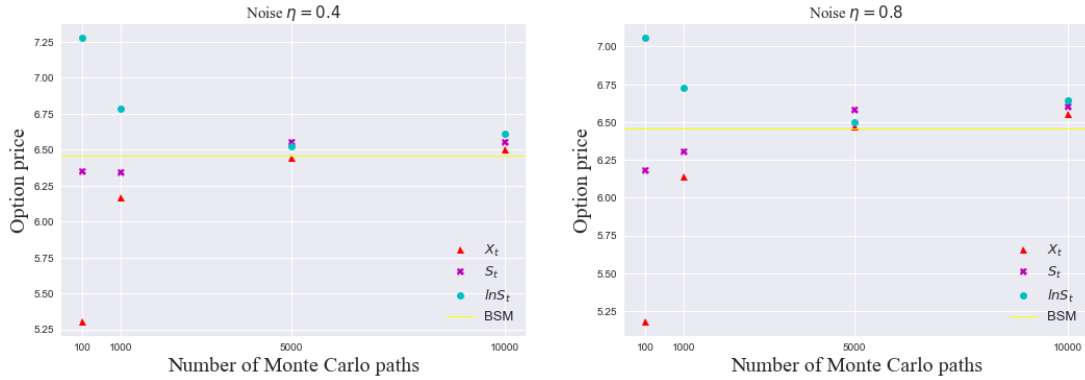 Noise η = 0.4
Option price
7.25
7.00
6.75
6.50
6.25
6.00
5.75
5.50
5.25
X_t
S_t
lnS_t
BSM
100
1000
5000
10000
Number of Monte Carlo paths
Noise η = 0.8
Option price
7.00
6.75
6.50
6.25
6.00
5.75
5.50
5.25
X_t
S_t
lnS_t
BSM
100
1000
5000
10000
Number of Monte Carlo paths